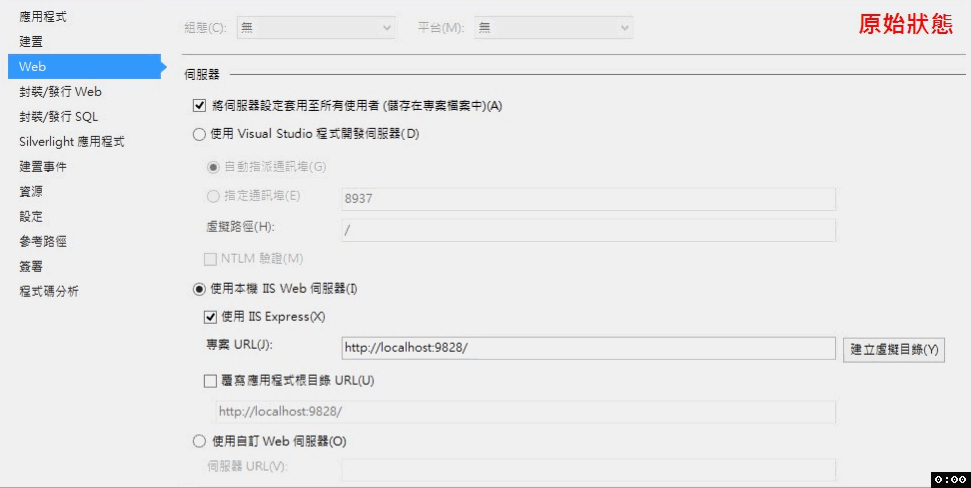 應用程式
建置
Web
封裝/發行 Web
封裝/發行 SQL
Silverlight 應用程式
建置事件
資源
設定
參考路徑
簽署
程式碼分析
組態(C): 無 平台(M): 無
原始狀態
伺服器
將伺服器設定套用至所有使用者 (儲存在專案檔案中)(A)
使用 Visual Studio 程式開發伺服器(D)
自動指派通訊埠(G)
指定通訊埠(E) 8937
虛擬路徑(H): /
NTLM 驗證(M)
使用本機 IIS Web 伺服器(I)
使用 IIS Express(X)
專案 URL(J): http://localhost:9828/ 建立虛擬目錄(Y)
覆寫應用程式根目錄 URL(U)
http://localhost:9828/
使用自訂 Web 伺服器(O)
伺服器 URL(V):
0:00